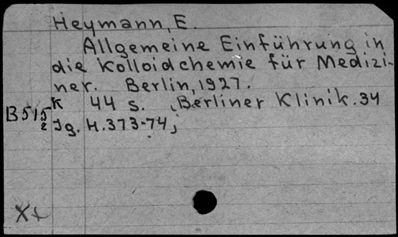 Heymann, E.
Allgemeine Einführung in
die Kolloidchemie für Medizi-
ner. Berlin, 1927.
K 44 s. (Berliner Klinik. 34
B515 Jg. H. 373-74)
2
X+